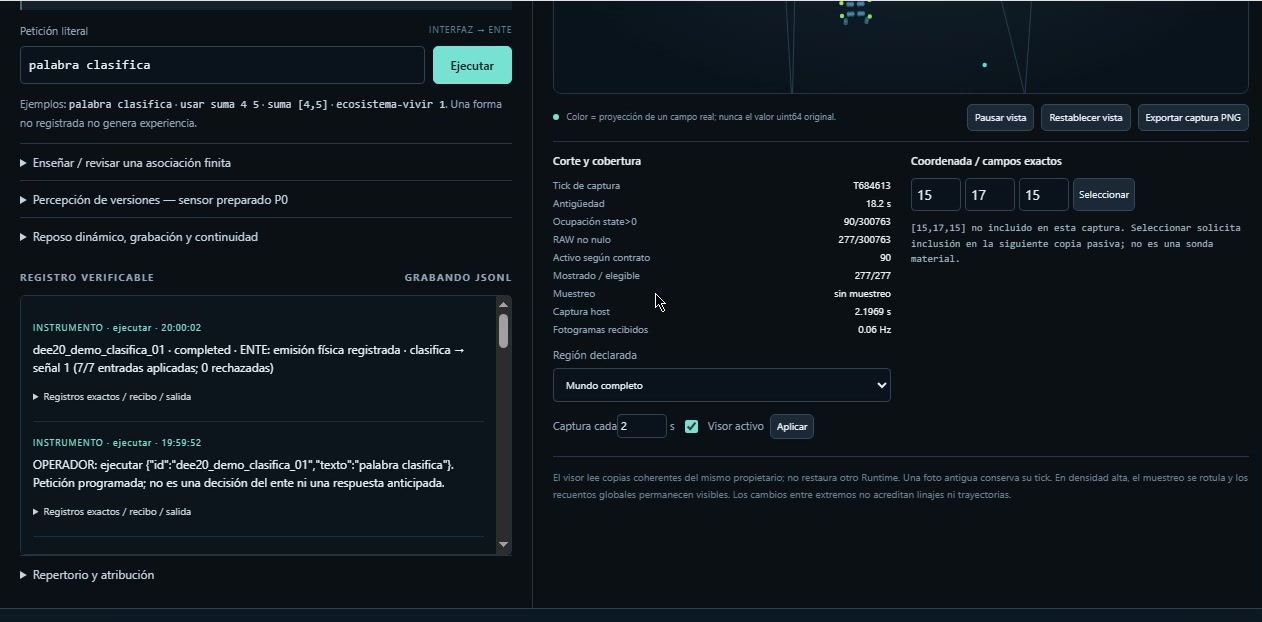 Petición literal
INTERFAZ → ENTE
palabra clasifica
Ejecutar
Ejemplos: palabra clasifica · usar suma 4 5 · suma [4,5] · ecosistema-vivir 1. Una forma
no registrada no genera experiencia.
Enseñar / revisar una asociación finita
Percepción de versiones — sensor preparado P0
Reposo dinámico, grabación y continuidad
REGISTRO VERIFICABLE
GRABANDO JSONL
INSTRUMENTO · ejecutar · 20:00:02
dee20_demo_clasifica_01 · completed · ENTE: emisión física registrada · clasifica →
señal 1 (7/7 entradas aplicadas; 0 rechazadas)
Registros exactos / recibo / salida
INSTRUMENTO · ejecutar · 19:59:52
OPERADOR: ejecutar {"id":"dee20_demo_clasifica_01","texto":"palabra clasifica"}.
Petición programada; no es una decisión del ente ni una respuesta anticipada.
Registros exactos / recibo / salida
Repertorio y atribución
Color = proyección de un campo real; nunca el valor uint64 original.
Pausar vista
Restablecer vista
Exportar captura PNG
Corte y cobertura
Tick de captura T684613
Antigüedad 18.2 s
Ocupación state>0 90/300763
RAW no nulo 277/300763
Activo según contrato 90
Mostrado / elegible 277/277
Muestreo sin muestreo
Captura host 2.1969 s
Fotogramas recibidos 0.06 Hz
Región declarada
Mundo completo
Captura cada 2 s Visor activo Aplicar
Coordenada / campos exactos
15 17 15 Seleccionar
[15,17,15] no incluido en esta captura. Seleccionar solicita
inclusión en la siguiente copia pasiva; no es una sonda
material.
El visor lee copias coherentes del mismo propietario; no restaura otro Runtime. Una foto antigua conserva su tick. En densidad alta, el muestreo se rotula y los
recuentos globales permanecen visibles. Los cambios entre extremos no acreditan linajes ni trayectorias.